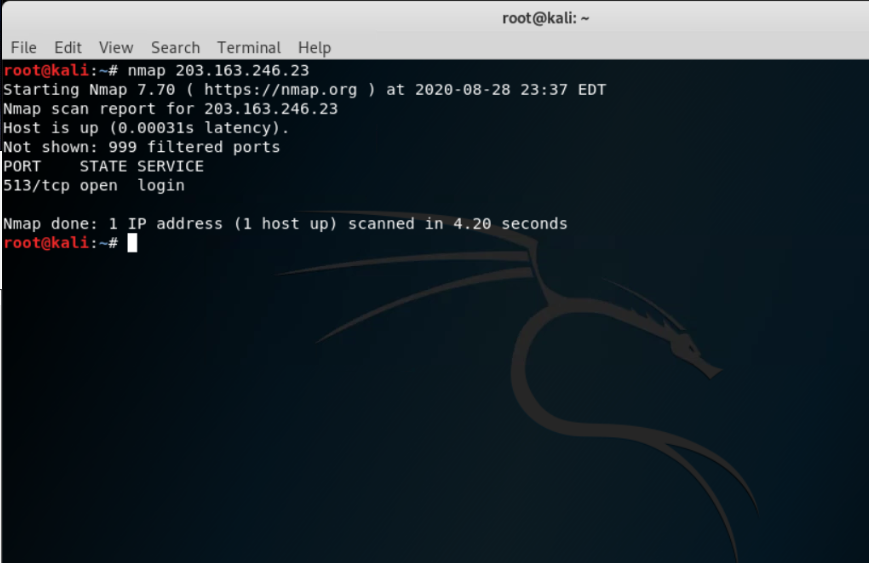 root@kali: ~
File Edit View Search Terminal Help
root@kali:~# nmap 203.163.246.23
Starting Nmap 7.70 ( https://nmap.org ) at 2020-08-28 23:37 EDT
Nmap scan report for 203.163.246.23
Host is up (0.00031s latency).
Not shown: 999 filtered ports
PORT    STATE SERVICE
513/tcp open  login
Nmap done: 1 IP address (1 host up) scanned in 4.20 seconds
root@kali:~#